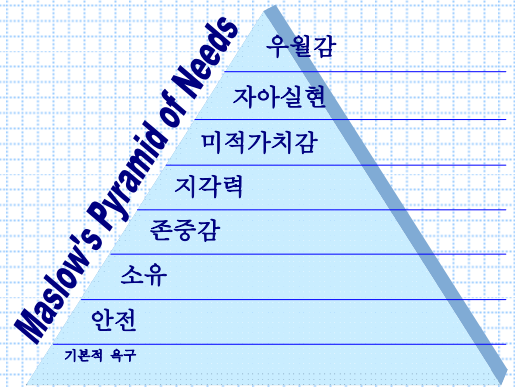 Maslow's Pyramid of Needs
우월감
자아실현
미적가치감
지각력
존중감
소유
안전
기본적 욕구